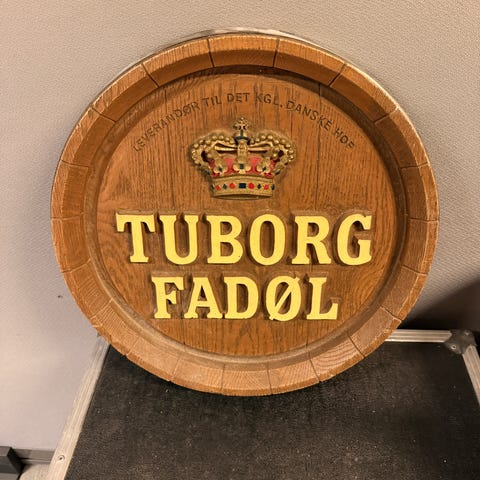 LEVERANDØR TIL DET KGL. DANSKE HOF
TUBORG
FADØL